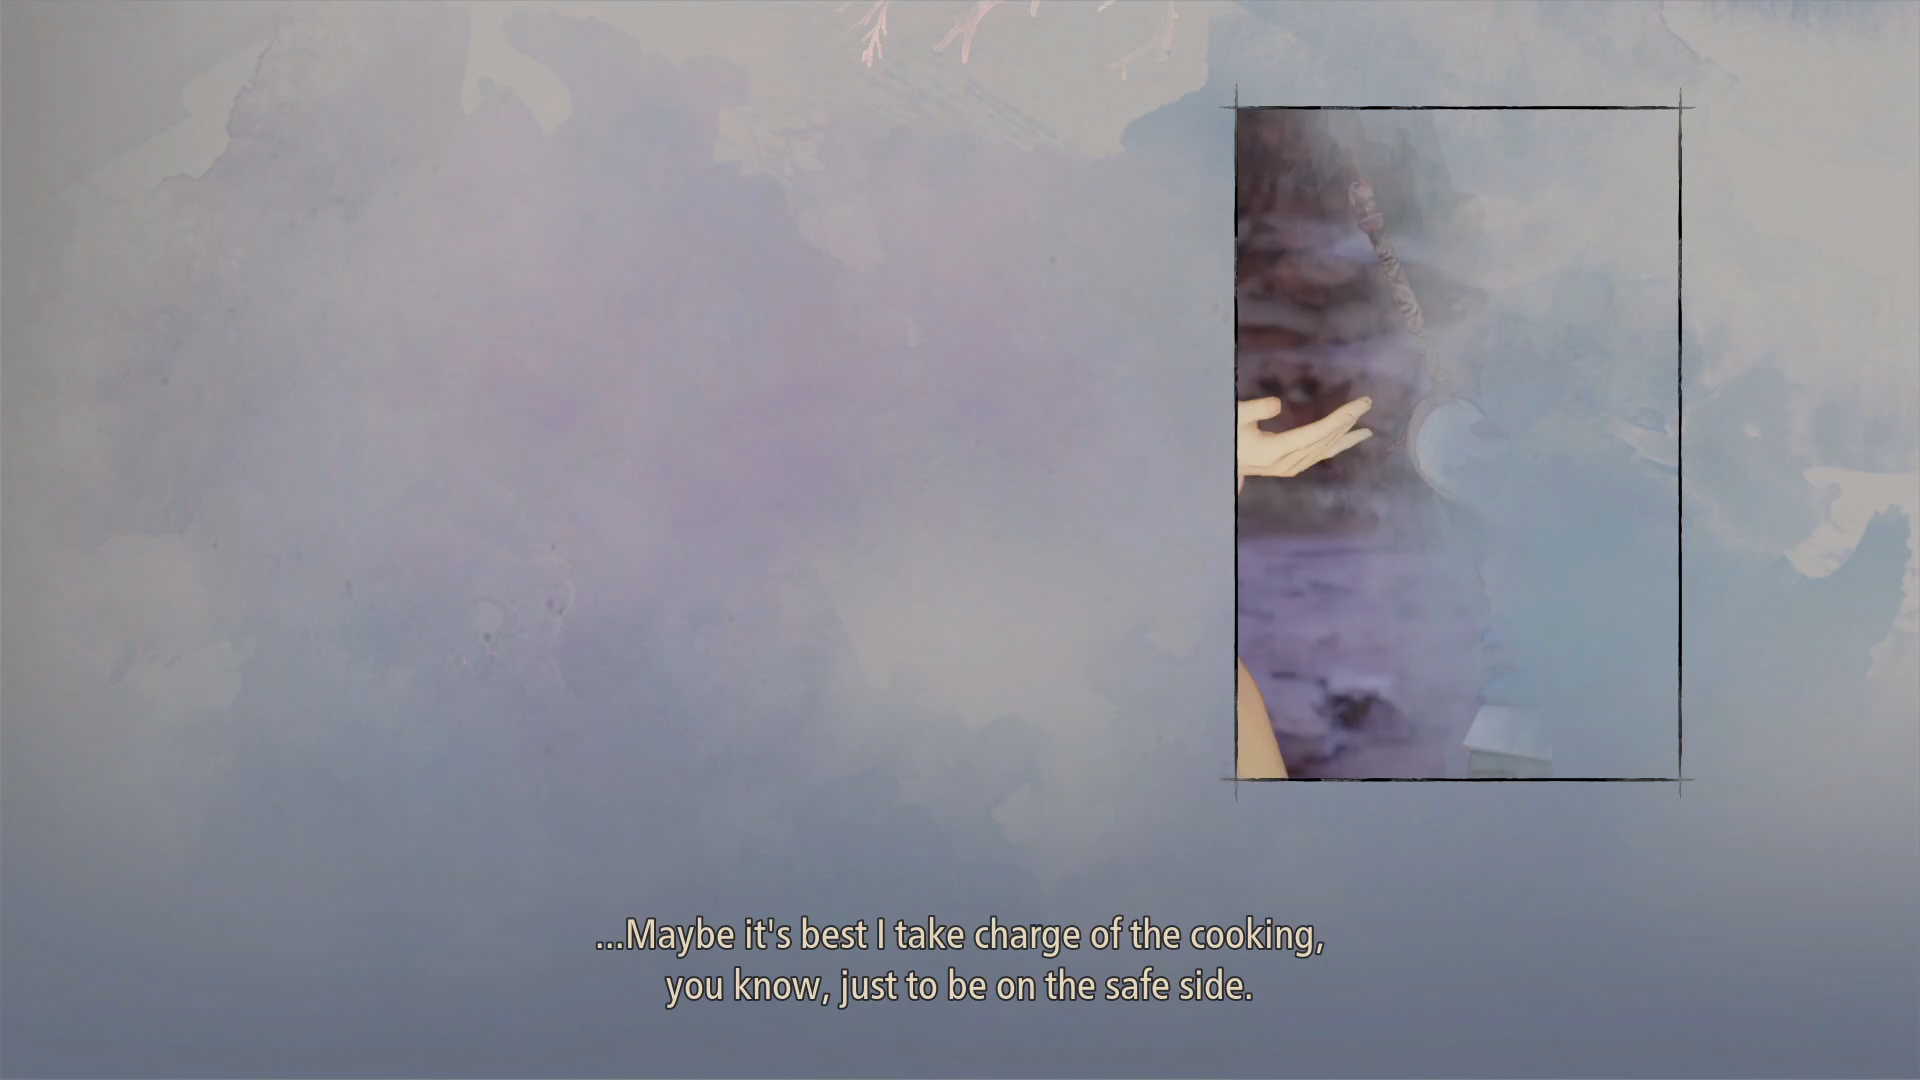 ...Maybe it's best I take charge of the cooking,
you know, just to be on the safe side.